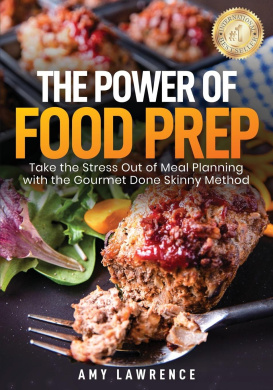 #1
THE POWER OF
FOOD PREP
Take the Stress Out of Meal Planning
with the Gourmet Done Skinny Method
AMY LAWRENCE